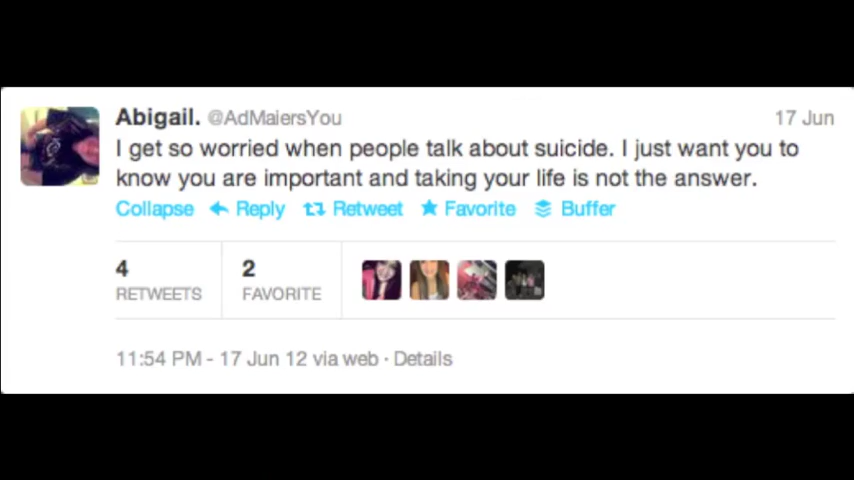 Abigail. @AdMaiersYou 17 Jun
I get so worried when people talk about suicide. I just want you to
know you are important and taking your life is not the answer.
Collapse Reply Retweet Favorite Buffer
4 2
RETWEETS FAVORITE
11:54 PM - 17 Jun 12 via web · Details